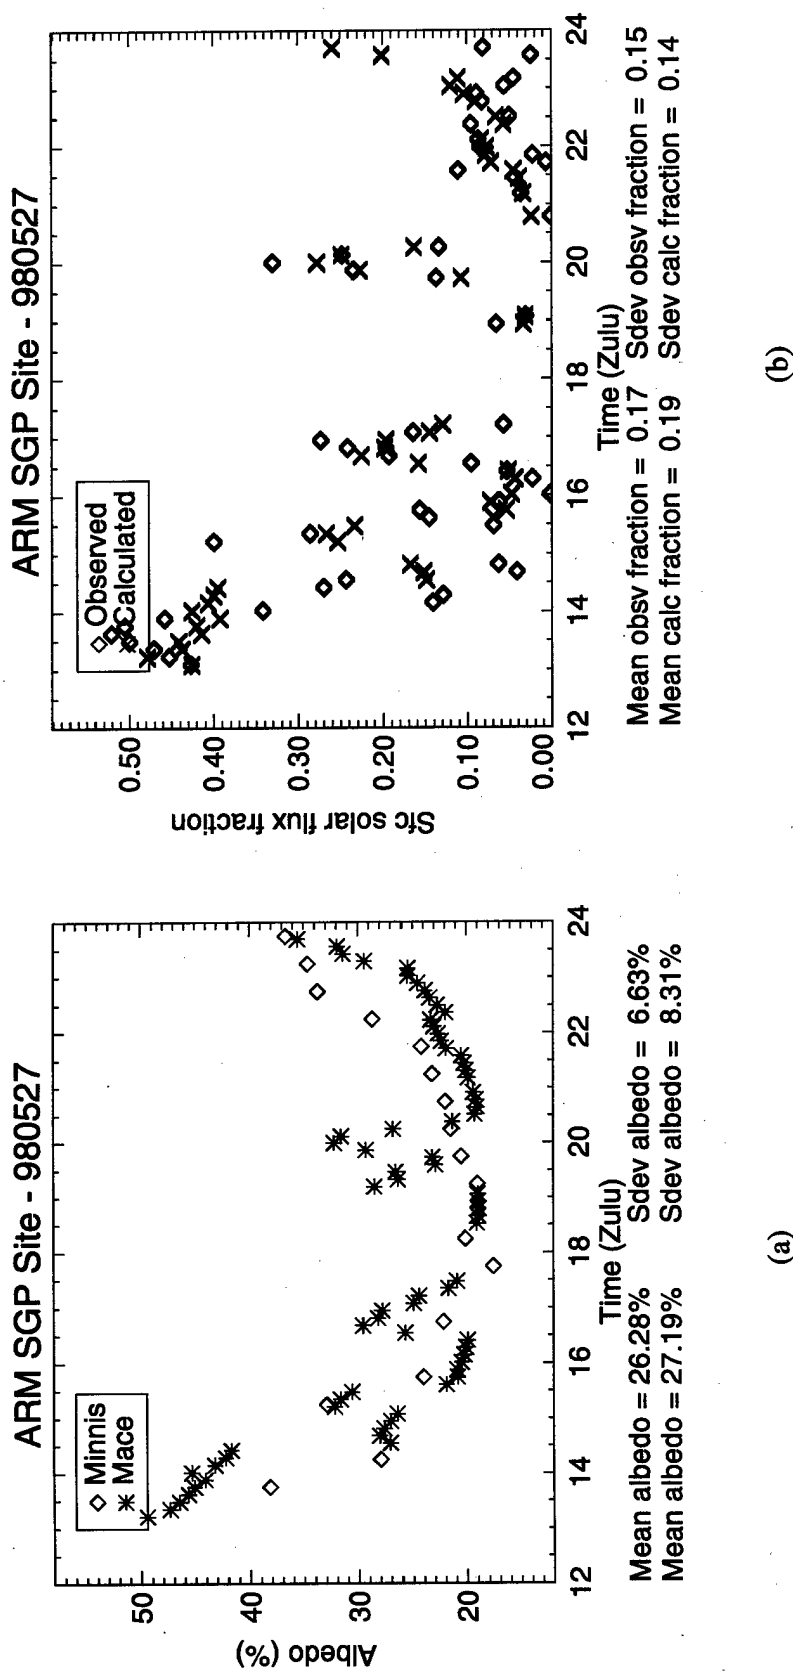 ARM SGP Site - 980527
◇ Minnis
✳ Mace
50
40
30
20
Albedo (%)
12 14 16 18 20 22 24
Time (Zulu)
Mean albedo = 26.28% Sdev albedo = 6.63%
Mean albedo = 27.19% Sdev albedo = 8.31%
(a)
ARM SGP Site - 980527
◇ Observed
× Calculated
0.50
0.40
0.30
0.20
0.10
0.00
Sfc solar flux fraction
12 14 16 18 20 22 24
Time (Zulu)
Mean obsv fraction = 0.17 Sdev obsv fraction = 0.15
Mean calc fraction = 0.19 Sdev calc fraction = 0.14
(b)